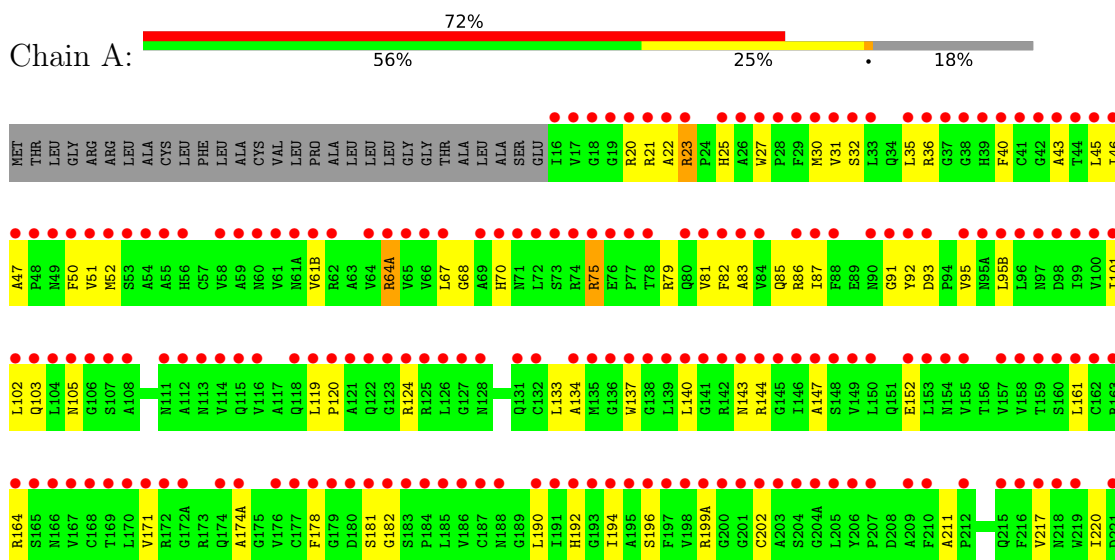 72%
Chain A:
56% 25% • 18%
MET THR LEU GLY ARG ARG LEU ALA CYS LEU PHE LEU ALA CYS VAL LEU PRO ALA LEU LEU LEU GLY GLY THR ALA LEU ALA SER GLU I16 V17 G18 G19 R20 R21 A22 R23 P24 H25 A26 W27 P28 F29 M30 V31 S32 L33 Q34 L35 R36 G37 G38 H39 F40 C41 G42 A43 T44 L45 I46
A47 P48 N49 F50 V51 M52 S53 A54 A55 H56 C57 V58 A59 N60 V61 N61A V61B R62 A63 V64 R64A V65 V66 L67 G68 A69 H70 N71 L72 S73 R74 R75 E76 P77 T78 R79 Q80 V81 F82 A83 V84 Q85 R86 I87 F88 E89 N90 G91 Y92 D93 P94 V95 N95A L95B L96 N97 D98 I99 V100 I101
L102 Q103 L104 N105 G106 S107 A108 N111 A112 N113 V114 Q115 V116 A117 Q118 L119 P120 A121 Q122 G123 R124 R125 L126 G127 N128 Q131 C132 L133 A134 M135 G136 W137 G138 L139 L140 G141 R142 N143 R144 G145 I146 A147 S148 V149 L150 Q151 E152 L153 N154 V155 T156 V157 V158 T159 S160 L161 C162 R163
R164 S165 N166 V167 C168 T169 L170 V171 R172 G172A R173 Q174 A174A G175 V176 C177 F178 G179 D180 S181 G182 S183 P184 L185 V186 C187 N188 G189 L190 I191 H192 G193 I194 A195 S196 F197 V198 R199A G200 G201 C202 A203 S204 G204A L205 Y206 P207 D208 A209 F210 A211 P212 Q215 F216 V217 N218 W219 I220